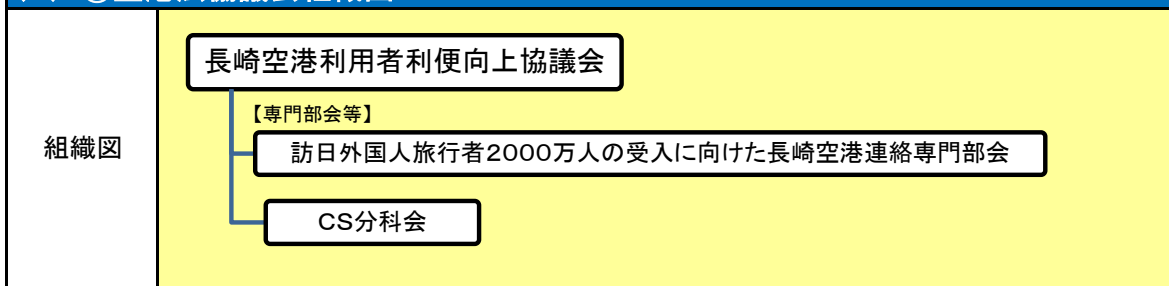 長崎空港利用者利便向上協議会
【専門部会等】
組織図
訪日外国人旅行者2000万人の受入に向けた長崎空港連絡専門部会
CS分科会